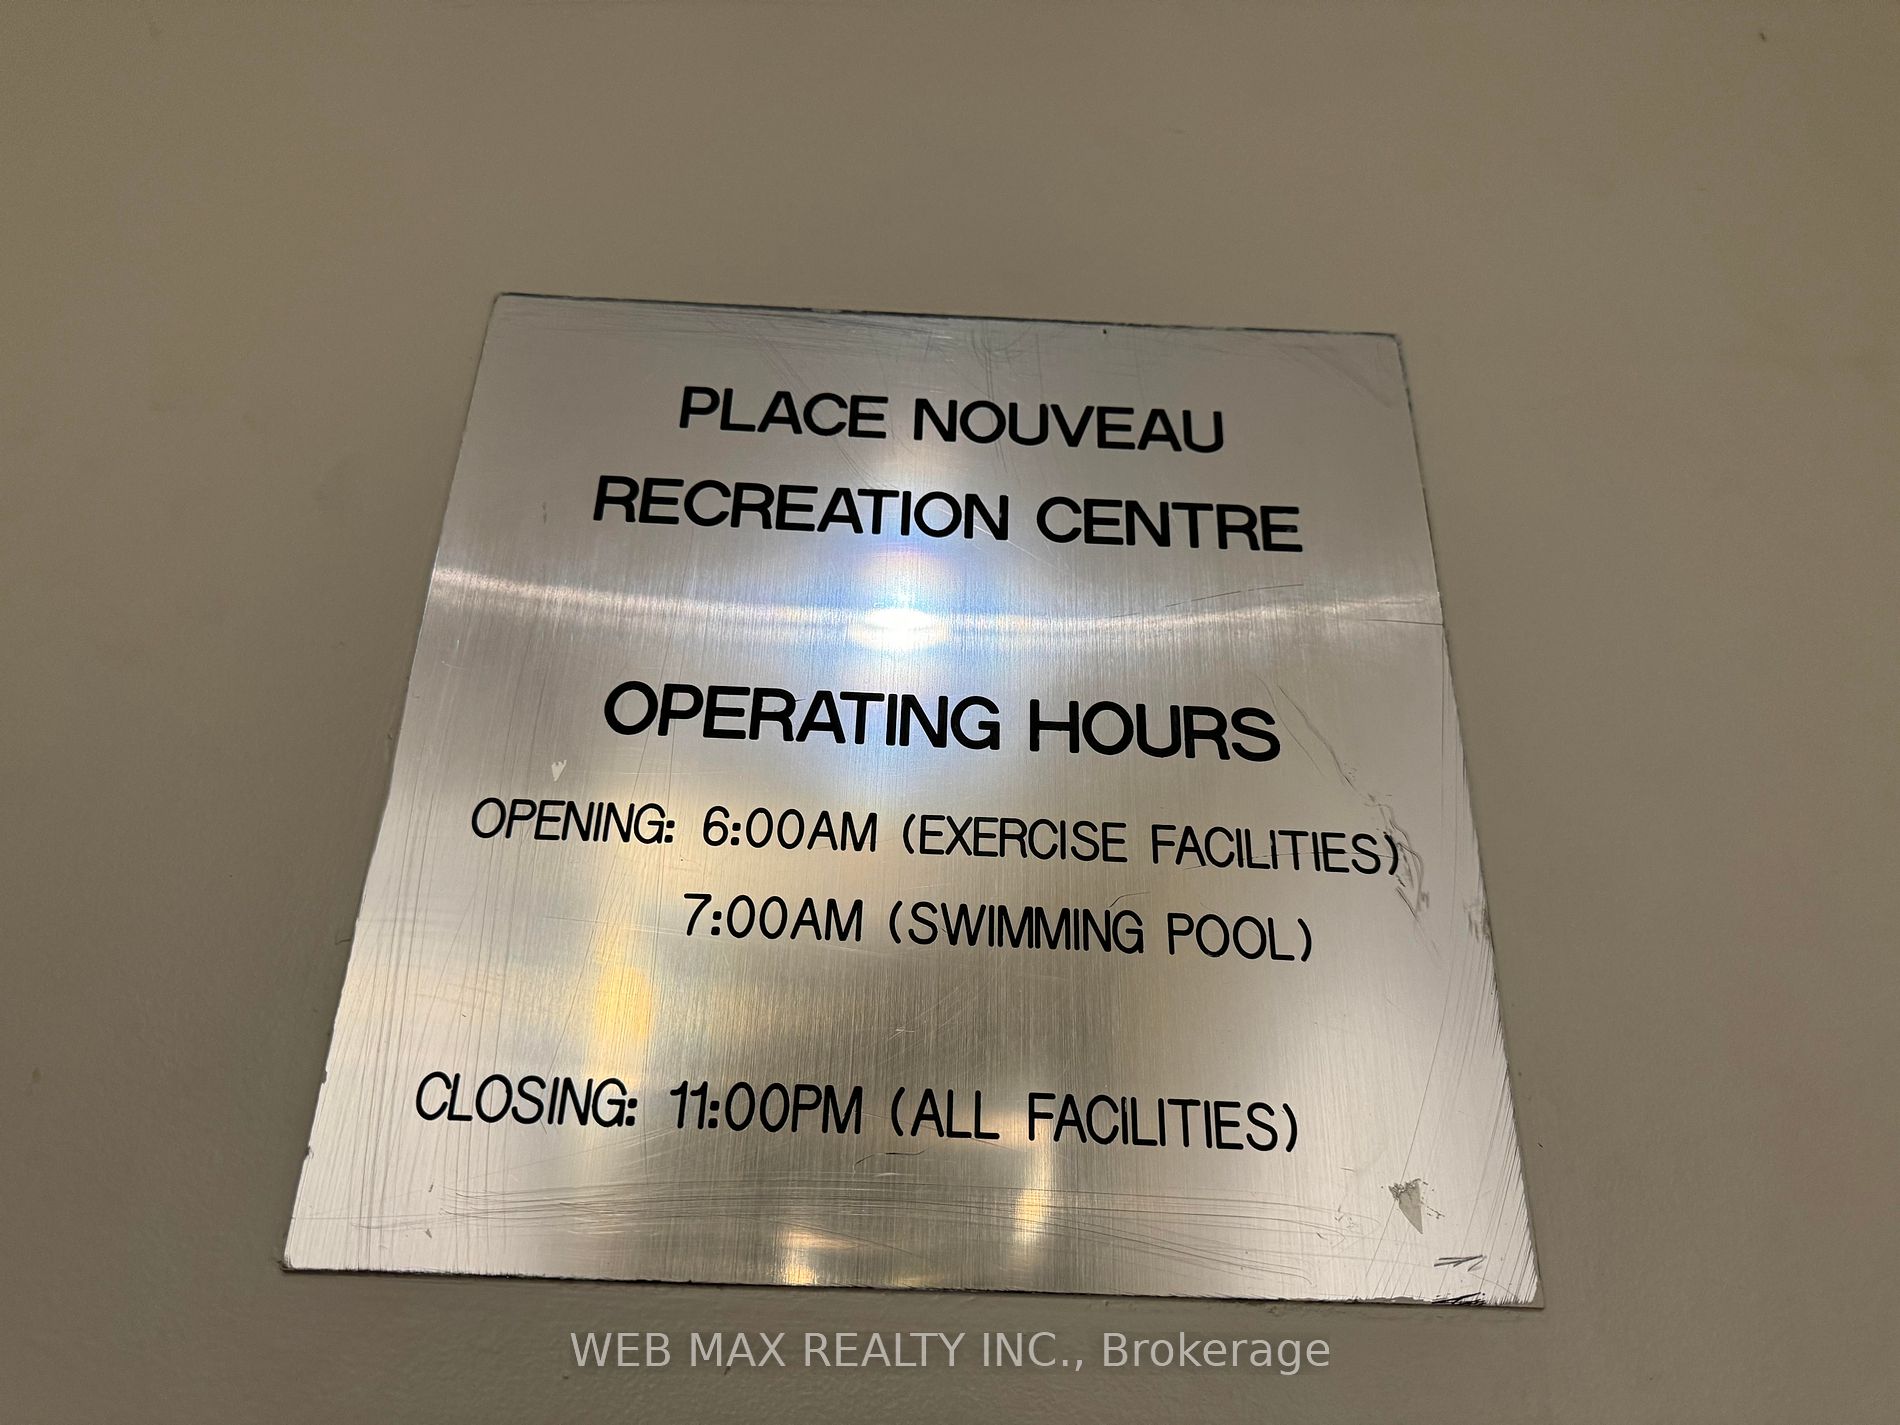 PLACE NOUVEAU
RECREATION CENTRE
OPERATING HOURS
OPENING: 6:00AM (EXERCISE FACILITIES)
7:00AM (SWIMMING POOL)
CLOSING: 11:00PM (ALL FACILITIES)
WEB MAX REALTY INC., Brokerage